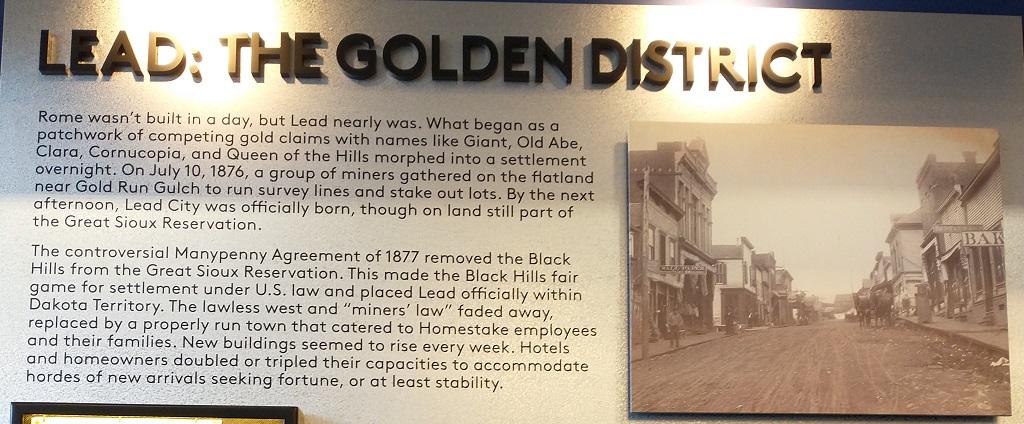 LEAD: THE GOLDEN DISTRICT
Rome wasn't built in a day, but Lead nearly was. What began as a
patchwork of competing gold claims with names like Giant, Old Abe,
Clara, Cornucopia, and Queen of the Hills morphed into a settlement
overnight. On July 10, 1876, a group of miners gathered on the flatland
near Gold Run Gulch to run survey lines and stake out lots. By the next
afternoon, Lead City was officially born, though on land still part of
the Great Sioux Reservation.
The controversial Manypenny Agreement of 1877 removed the Black
Hills from the Great Sioux Reservation. This made the Black Hills fair
game for settlement under U.S. law and placed Lead officially within
Dakota Territory. The lawless west and “miners’ law” faded away,
replaced by a properly run town that catered to Homestake employees
and their families. New buildings seemed to rise every week. Hotels
and homeowners doubled or tripled their capacities to accommodate
hordes of new arrivals seeking fortune, or at least stability.
BAK